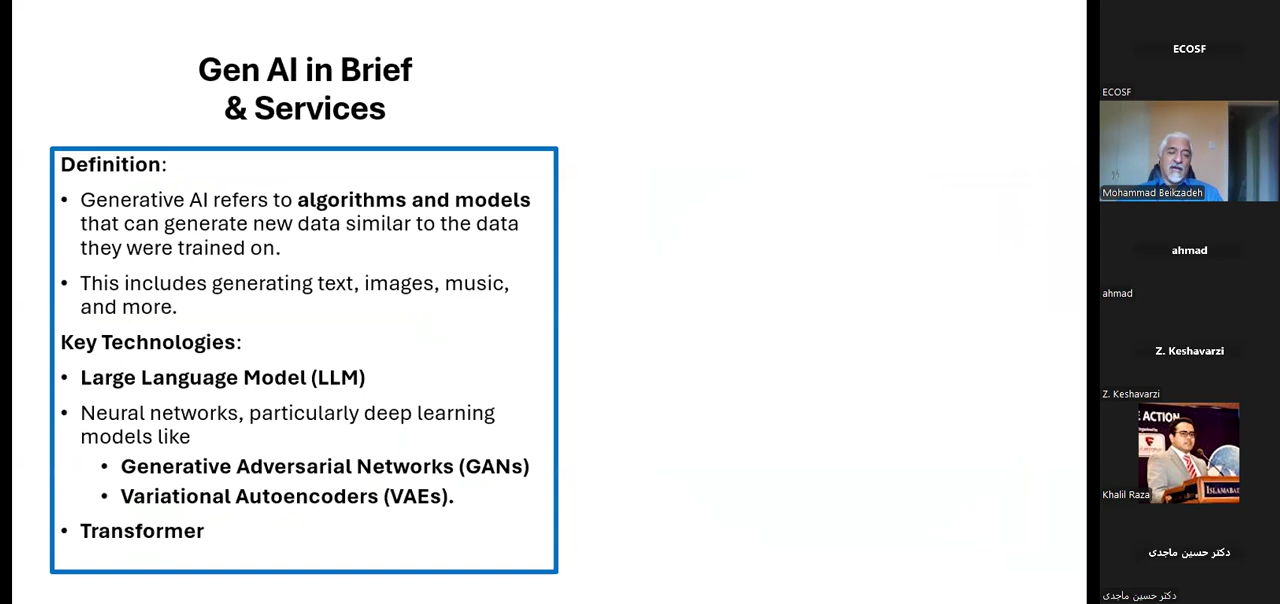 Gen AI in Brief
& Services
Definition:
• Generative AI refers to algorithms and models
that can generate new data similar to the data
they were trained on.
• This includes generating text, images, music,
and more.
Key Technologies:
• Large Language Model (LLM)
• Neural networks, particularly deep learning
models like
• Generative Adversarial Networks (GANs)
• Variational Autoencoders (VAEs).
• Transformer
ECOSF
ECOSF
Mohammad Beikzadeh
ahmad
ahmad
Z. Keshavarzi
Z. Keshavarzi
E ACTION
ISLAMABAD
Khalil Raza
دکتر حسین ماجدی
دکتر حسین ماجدی